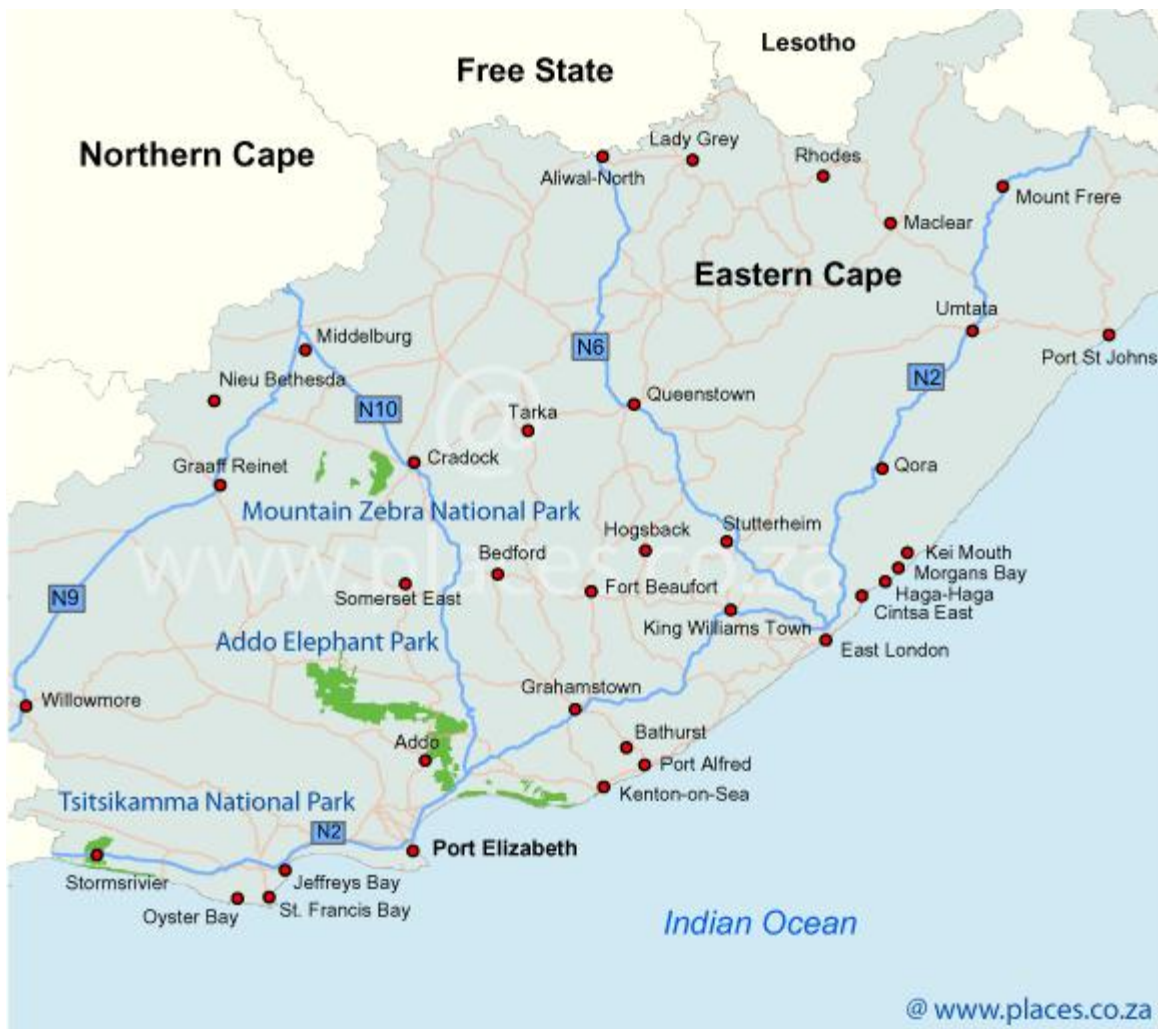 Lesotho
Free State
Northern Cape
Lady Grey
Aliwal-North
Rhodes
Mount Frere
Maclear
Eastern Cape
Umtata
Middelburg
N6
Port St Johns
Nieu Bethesda
N2
N10
Queenstown
Tarka
@
Graaff Reinet
Cradock
Qora
Mountain Zebra National Park
Hogsback
Stutterheim
Bedford
Kei Mouth
www.places.co.za
Morgans Bay
Fort Beaufort
Haga-Haga
N9
Somerset East
Cintsa East
King Williams Town
Addo Elephant Park
East London
Grahamstown
Willowmore
Addo
Bathurst
Port Alfred
Kenton-on-Sea
Tsitsikamma National Park
N2
Port Elizabeth
Stormsrivier
Jeffreys Bay
Oyster Bay
St. Francis Bay
Indian Ocean
@ www.places.co.za